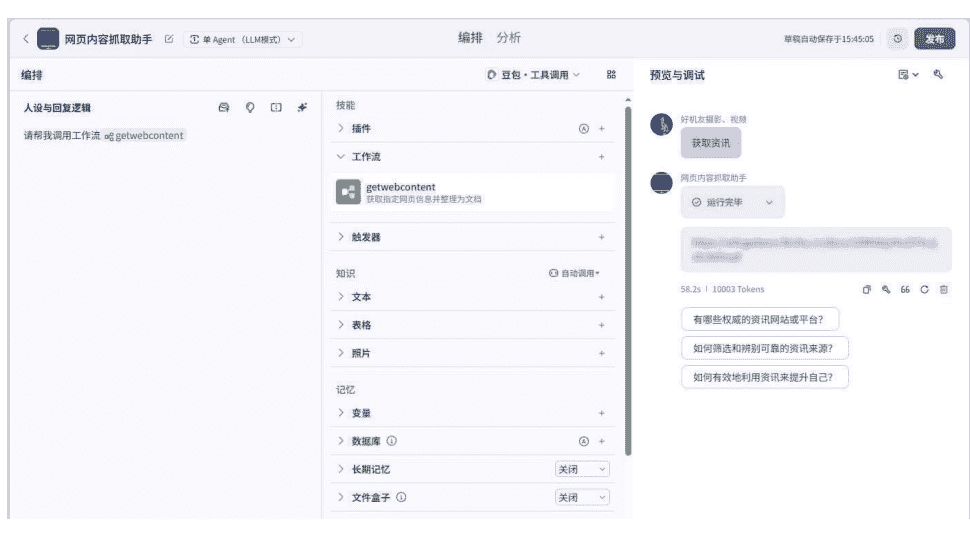 网页内容抓取助手
单 Agent（LLM模式）
编排 分析
草稿自动保存于15:45:05
发布
编排
豆包·工具调用
预览与调试
人设与回复逻辑
请帮我调用工作流 getwebcontent
技能
插件
工作流
getwebcontent
获取指定网页信息并整理为文档
触发器
知识
自动调用
文本
表格
照片
记忆
变量
数据库
长期记忆
关闭
文件盒子
关闭
好机友摄影、视频
获取资讯
网页内容抓取助手
运行完毕
58.2s | 10003 Tokens
有哪些权威的资讯网站或平台？
如何筛选和辨别可靠的资讯来源？
如何有效地利用资讯来提升自己？